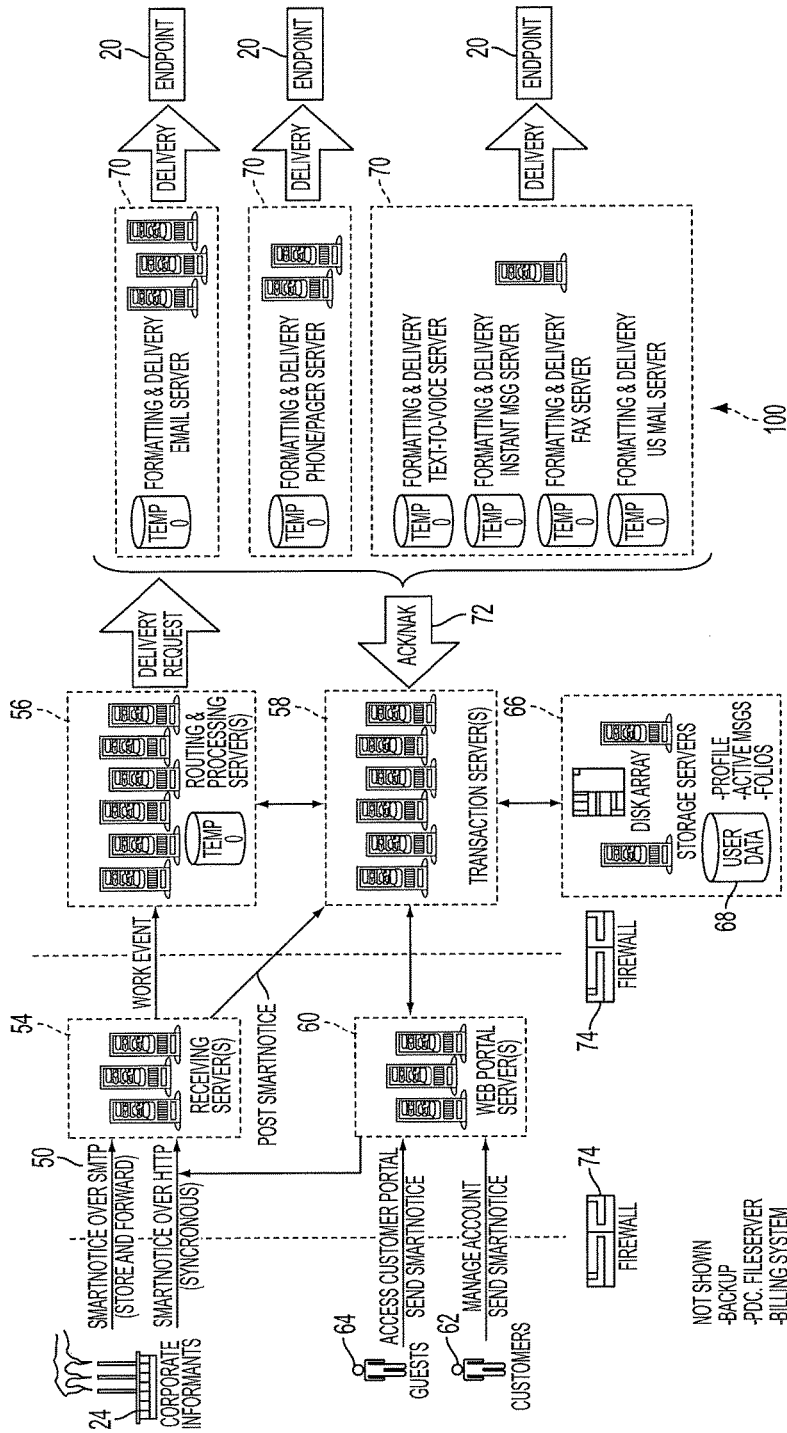 24
CORPORATE
INFORMANTS
SMARTNOTICE OVER SMTP
(STORE AND FORWARD)
50
SMARTNOTICE OVER HTTP
(SYNCRONOUS)
54
RECEIVING
SERVER(S)
WORK EVENT
POST SMARTNOTICE
56
ROUTING &
PROCESSING
SERVER(S)
TEMP
0
DELIVERY
REQUEST
64
GUESTS
ACCESS CUSTOMER PORTAL
SEND SMARTNOTICE
62
CUSTOMERS
MANAGE ACCOUNT
SEND SMARTNOTICE
60
WEB PORTAL
SERVER(S)
58
TRANSACTION SERVER(S)
ACK/NAK
72
74
FIREWALL
74
FIREWALL
66
DISK ARRAY
STORAGE SERVERS
USER
DATA
68
-PROFILE
-ACTIVE MSGS
-FOLIOS
NOT SHOWN
-BACKUP
-PDC, FILESERVER
-BILLING SYSTEM
70
TEMP
0
FORMATTING & DELIVERY
EMAIL SERVER
DELIVERY
20
ENDPOINT
70
TEMP
0
FORMATTING & DELIVERY
PHONE/PAGER SERVER
DELIVERY
20
ENDPOINT
70
TEMP
0
FORMATTING & DELIVERY
TEXT-TO-VOICE SERVER
TEMP
0
FORMATTING & DELIVERY
INSTANT MSG SERVER
TEMP
0
FORMATTING & DELIVERY
FAX SERVER
TEMP
0
FORMATTING & DELIVERY
US MAIL SERVER
DELIVERY
20
ENDPOINT
100